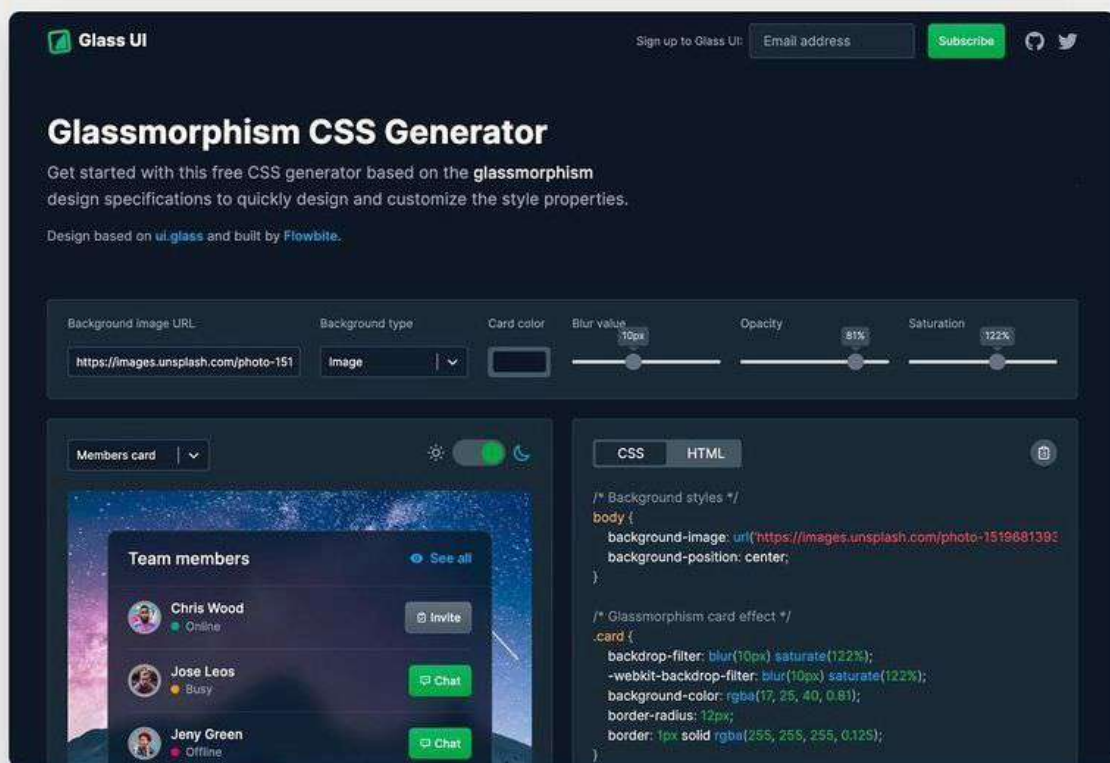 Glass UI
Sign up to Glass UI:
Email address
Subscribe
Glassmorphism CSS Generator
Get started with this free CSS generator based on the glassmorphism
design specifications to quickly design and customize the style properties.
Design based on ui.glass and built by Flowbite.
Background image URL
Background type
Card color
Blur value
Opacity
Saturation
10px
81%
122%
https://images.unsplash.com/photo-151
Image
Members card
CSS
HTML
Team members
See all
Chris Wood
Online
Invite
Jose Leos
Busy
Chat
Jeny Green
Offline
Chat
/* Background styles */
body {
background-image: url('https://images.unsplash.com/photo-1519681393
background-position: center;
}
/* Glassmorphism card effect */
.card {
backdrop-filter: blur(10px) saturate(122%);
-webkit-backdrop-filter: blur(10px) saturate(122%);
background-color: rgba(17, 25, 40, 0.81);
border-radius: 12px;
border: 1px solid rgba(255, 255, 255, 0.125);
}